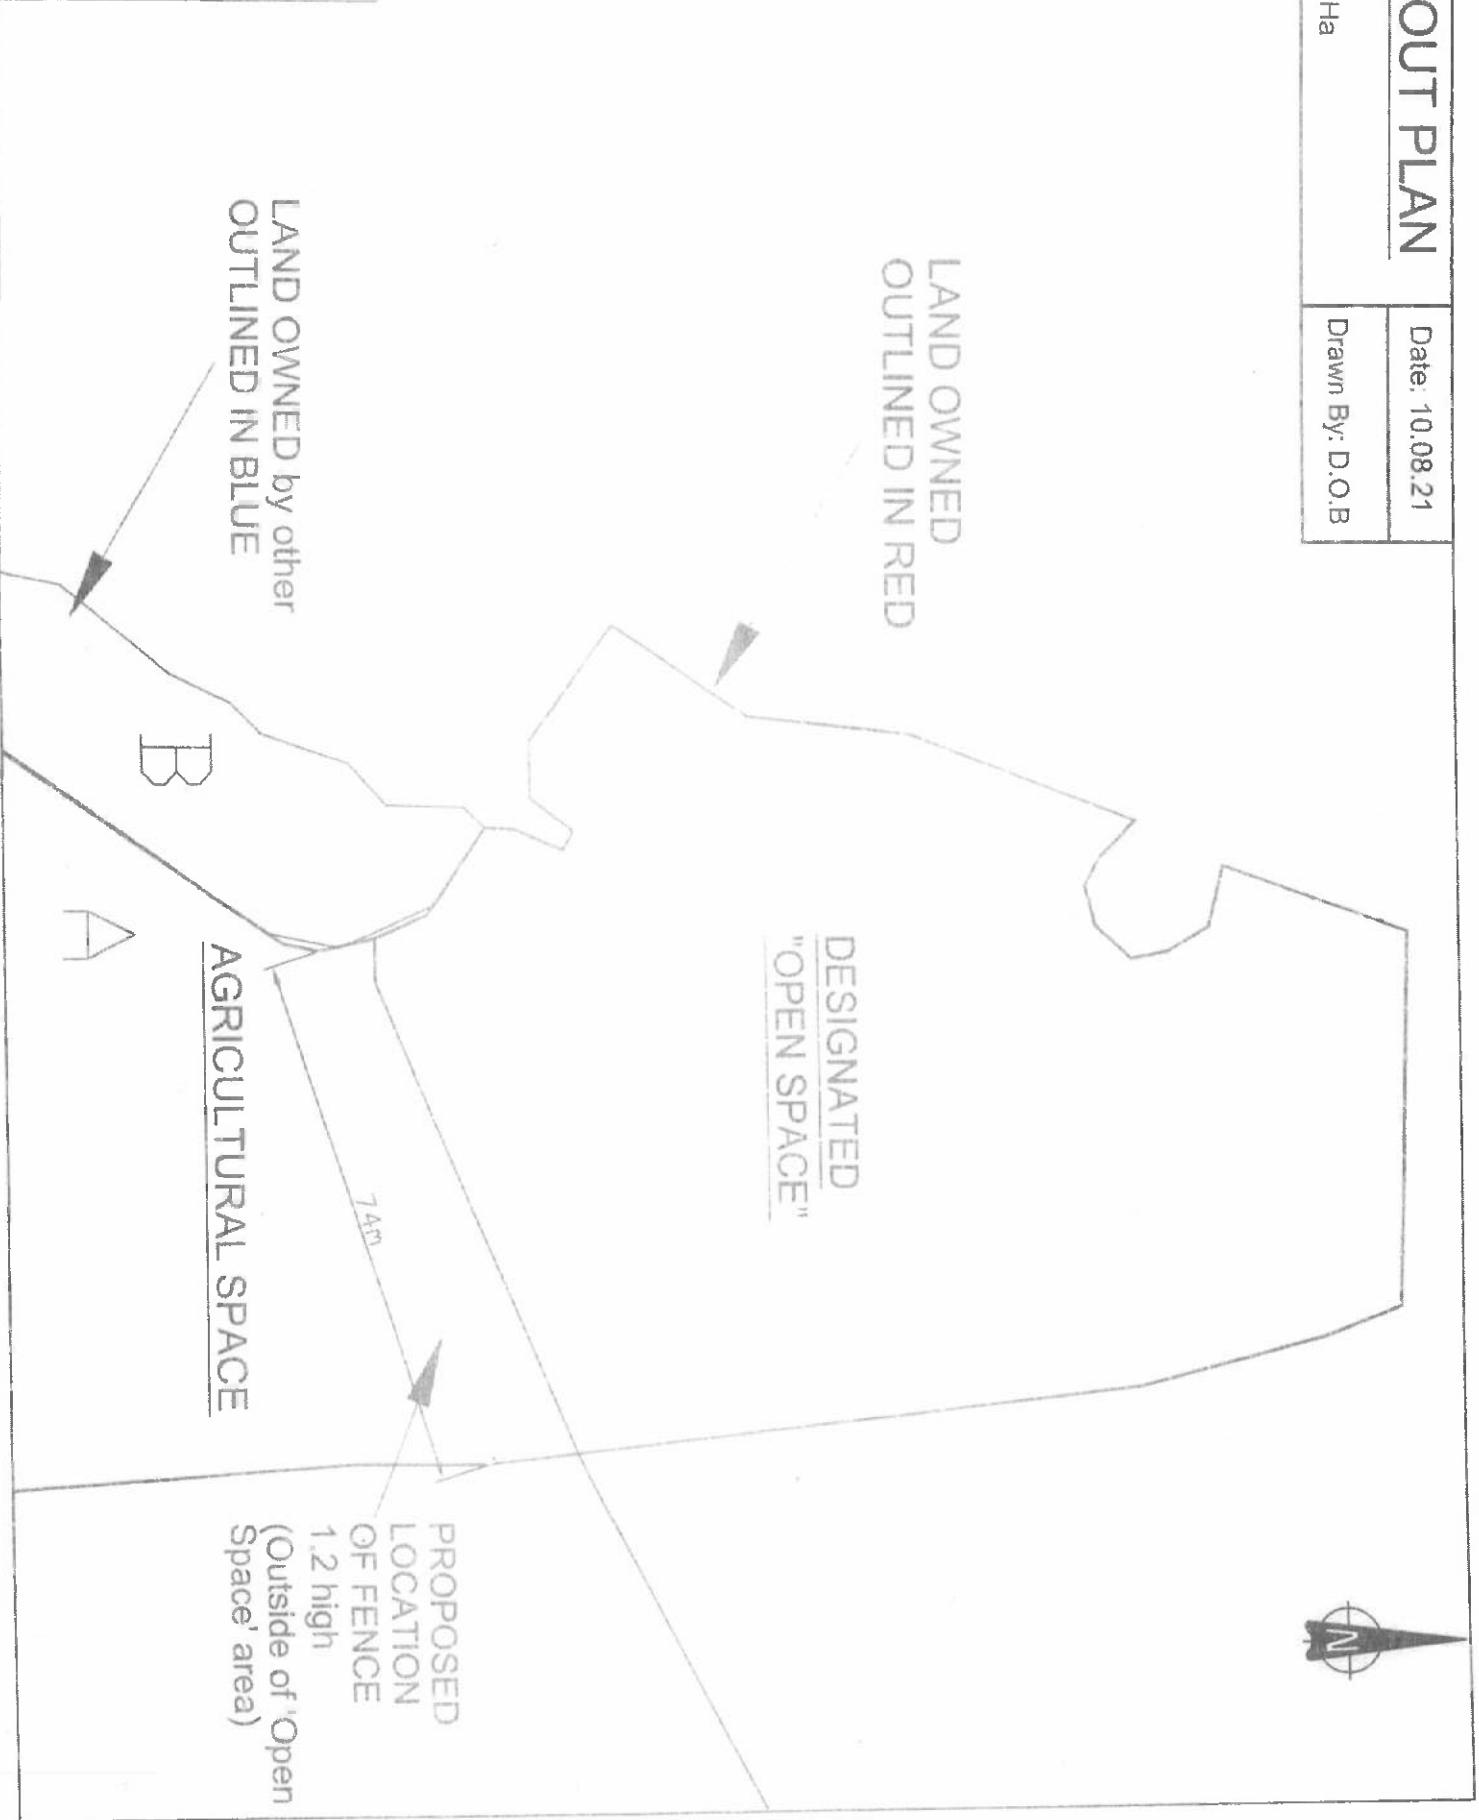 OUT PLAN
Ha
Date: 10.08.21
Drawn By: D.O.B
LAND OWNED
OUTLINED IN RED
DESIGNATED
"OPEN SPACE"
N
LAND OWNED by other
OUTLINED IN BLUE
B
A
AGRICULTURAL SPACE
74m
PROPOSED
LOCATION
OF FENCE
1.2 high
(Outside of 'Open
Space' area)